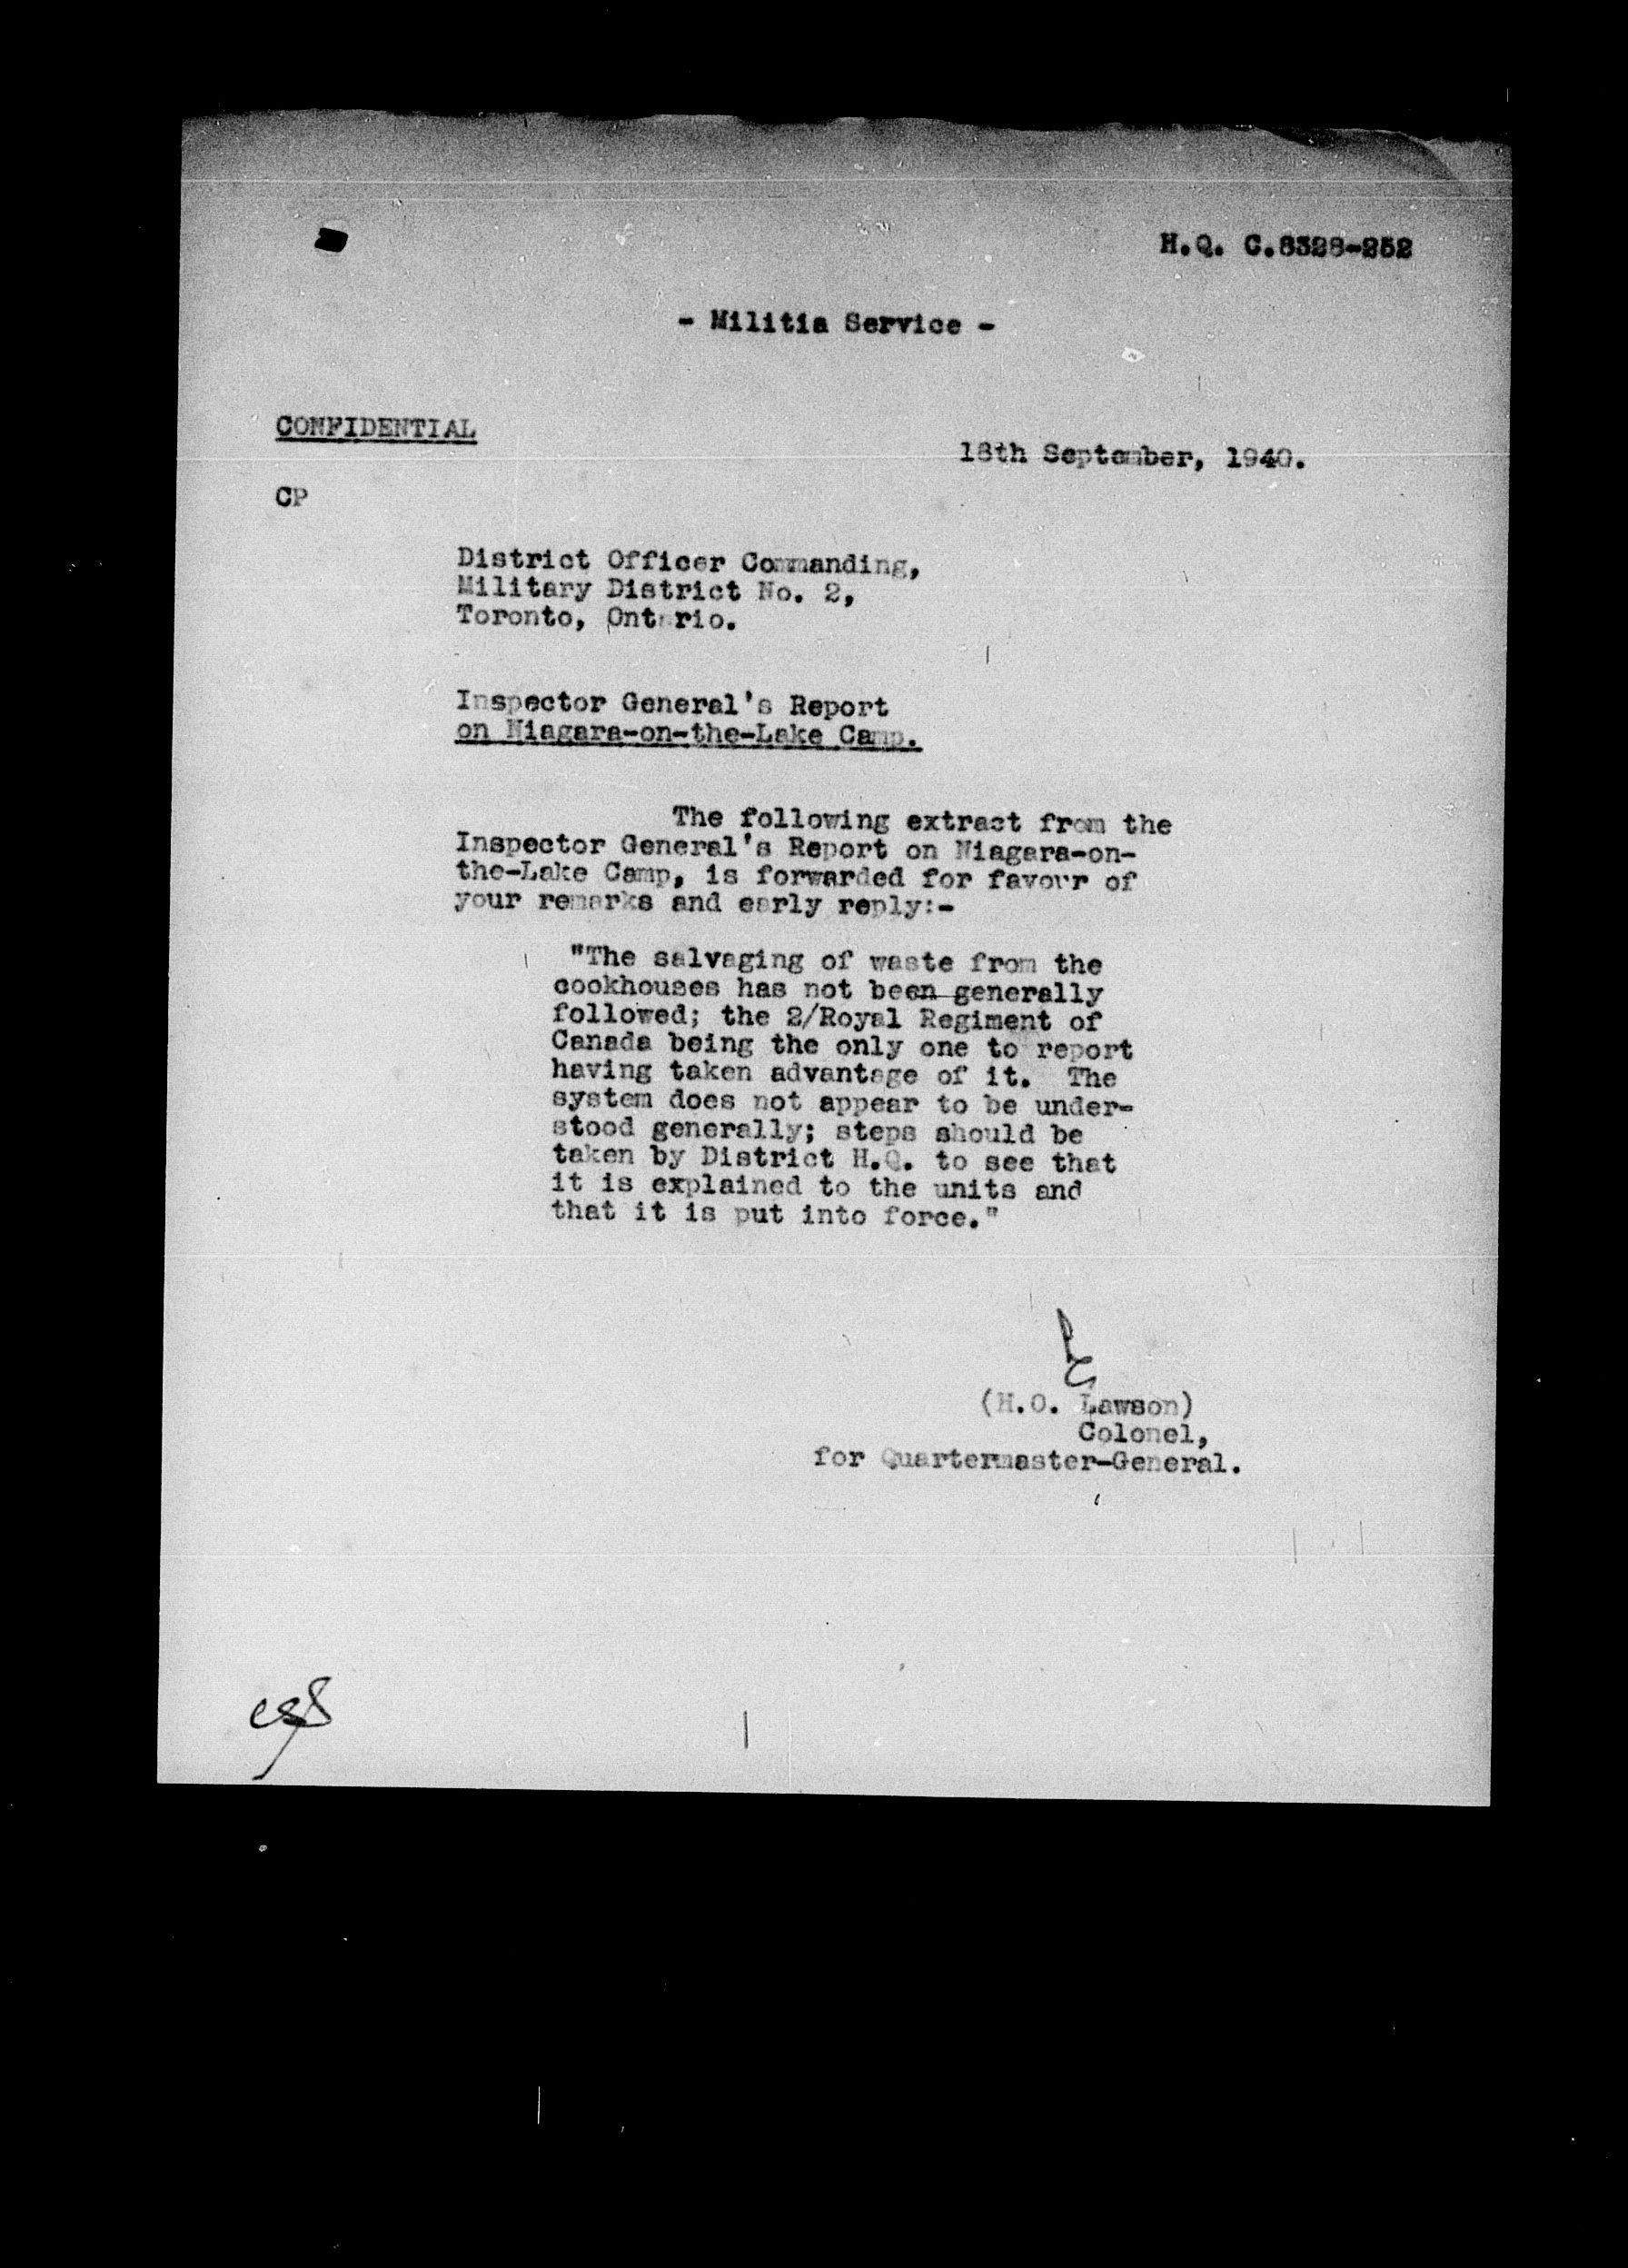 H.Q. C.8328-252
- Militia Service -
CONFIDENTIAL
18th September, 1940.
CP
District Officer Commanding,
Military District No. 2,
Toronto, Ontario.
Inspector General's Report
on Niagara-on-the-Lake Camp.
The following extract from the
Inspector General's Report on Niagara-on-
the-Lake Camp, is forwarded for favour of
your remarks and early reply:-
"The salvaging of waste from the
cookhouses has not been generally
followed; the 2/Royal Regiment of
Canada being the only one to report
having taken advantage of it. The
system does not appear to be under-
stood generally; steps should be
taken by District H.Q. to see that
it is explained to the units and
that it is put into force."
(H.O. Lawson)
Colonel,
for Quartermaster-General.